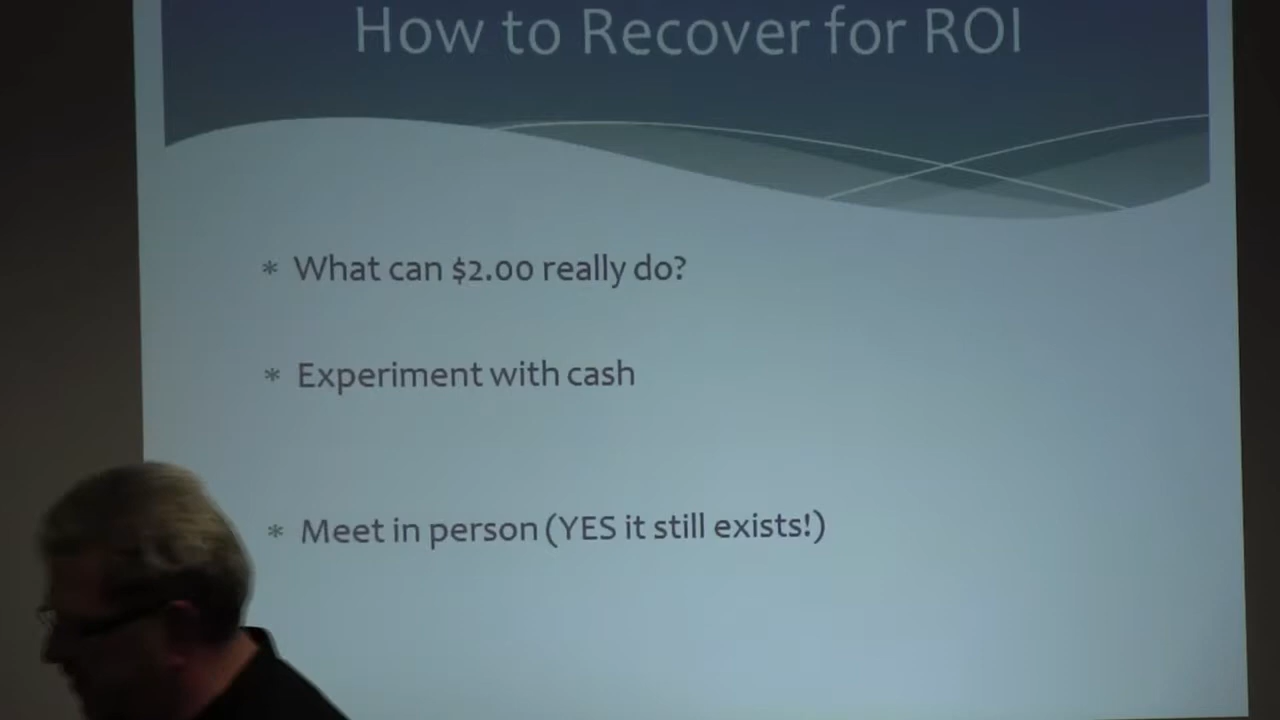 How to Recover for ROI
* What can $2.00 really do?
* Experiment with cash
* Meet in person (YES it still exists!)